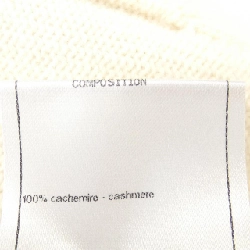 COMPOSITION
100% cachemire - cashmere